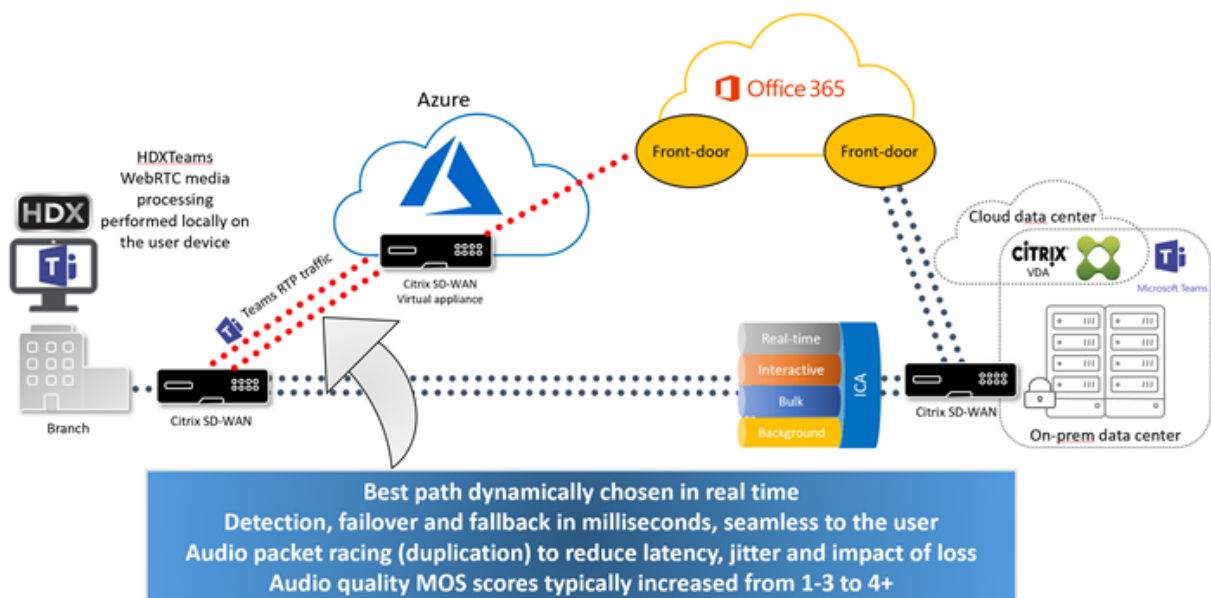 Office 365
Azure
Front-door
Front-door
HDXTeams
WebRTC media
processing
performed locally on
the user device
HDX
Cloud data center
CİTRIX
VDA
Microsoft Teams
Citrix SD-WAN
Virtual appliance
Teams RTP traffic
Real-time
Interactive
Bulk
Background
ICA
Branch
Citrix SD-WAN
Citrix SD-WAN
On-prem data center
Best path dynamically chosen in real time
Detection, failover and fallback in milliseconds, seamless to the user
Audio packet racing (duplication) to reduce latency, jitter and impact of loss
Audio quality MOS scores typically increased from 1-3 to 4+